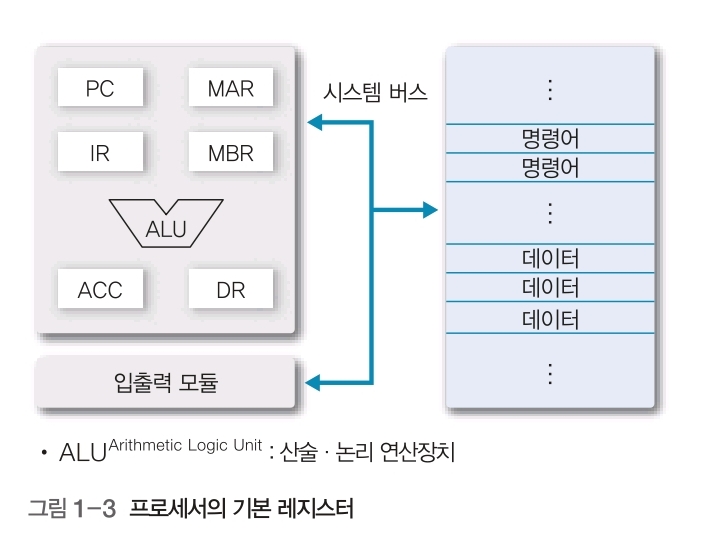 PC
MAR
IR
MBR
ALU
ACC
DR
입출력 모듈
시스템 버스
⋮
명령어
명령어
⋮
데이터
데이터
데이터
⋮
• ALU Arithmetic Logic Unit : 산술 · 논리 연산장치
그림 1-3 프로세서의 기본 레지스터